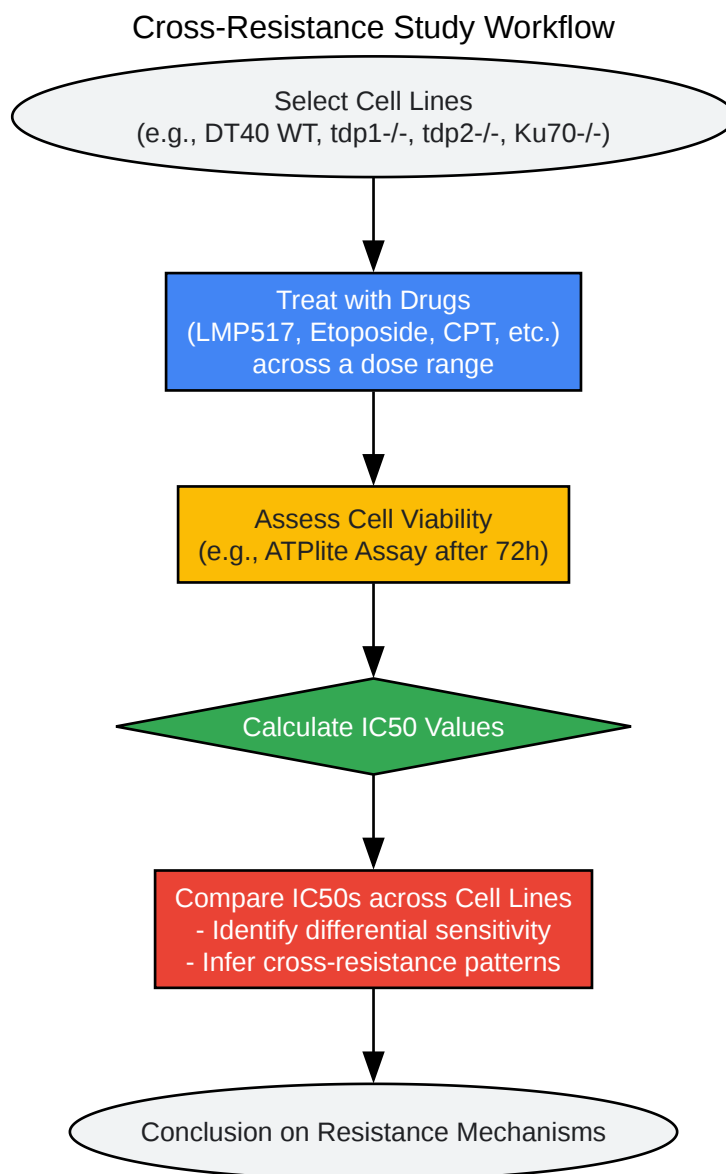 Cross-Resistance Study Workflow
Select Cell Lines
(e.g., DT40 WT, tdp1-/-, tdp2-/-, Ku70-/-)
Treat with Drugs
(LMP517, Etoposide, CPT, etc.)
across a dose range
Assess Cell Viability
(e.g., ATPlite Assay after 72h)
Calculate IC50 Values
Compare IC50s across Cell Lines
- Identify differential sensitivity
- Infer cross-resistance patterns
Conclusion on Resistance Mechanisms